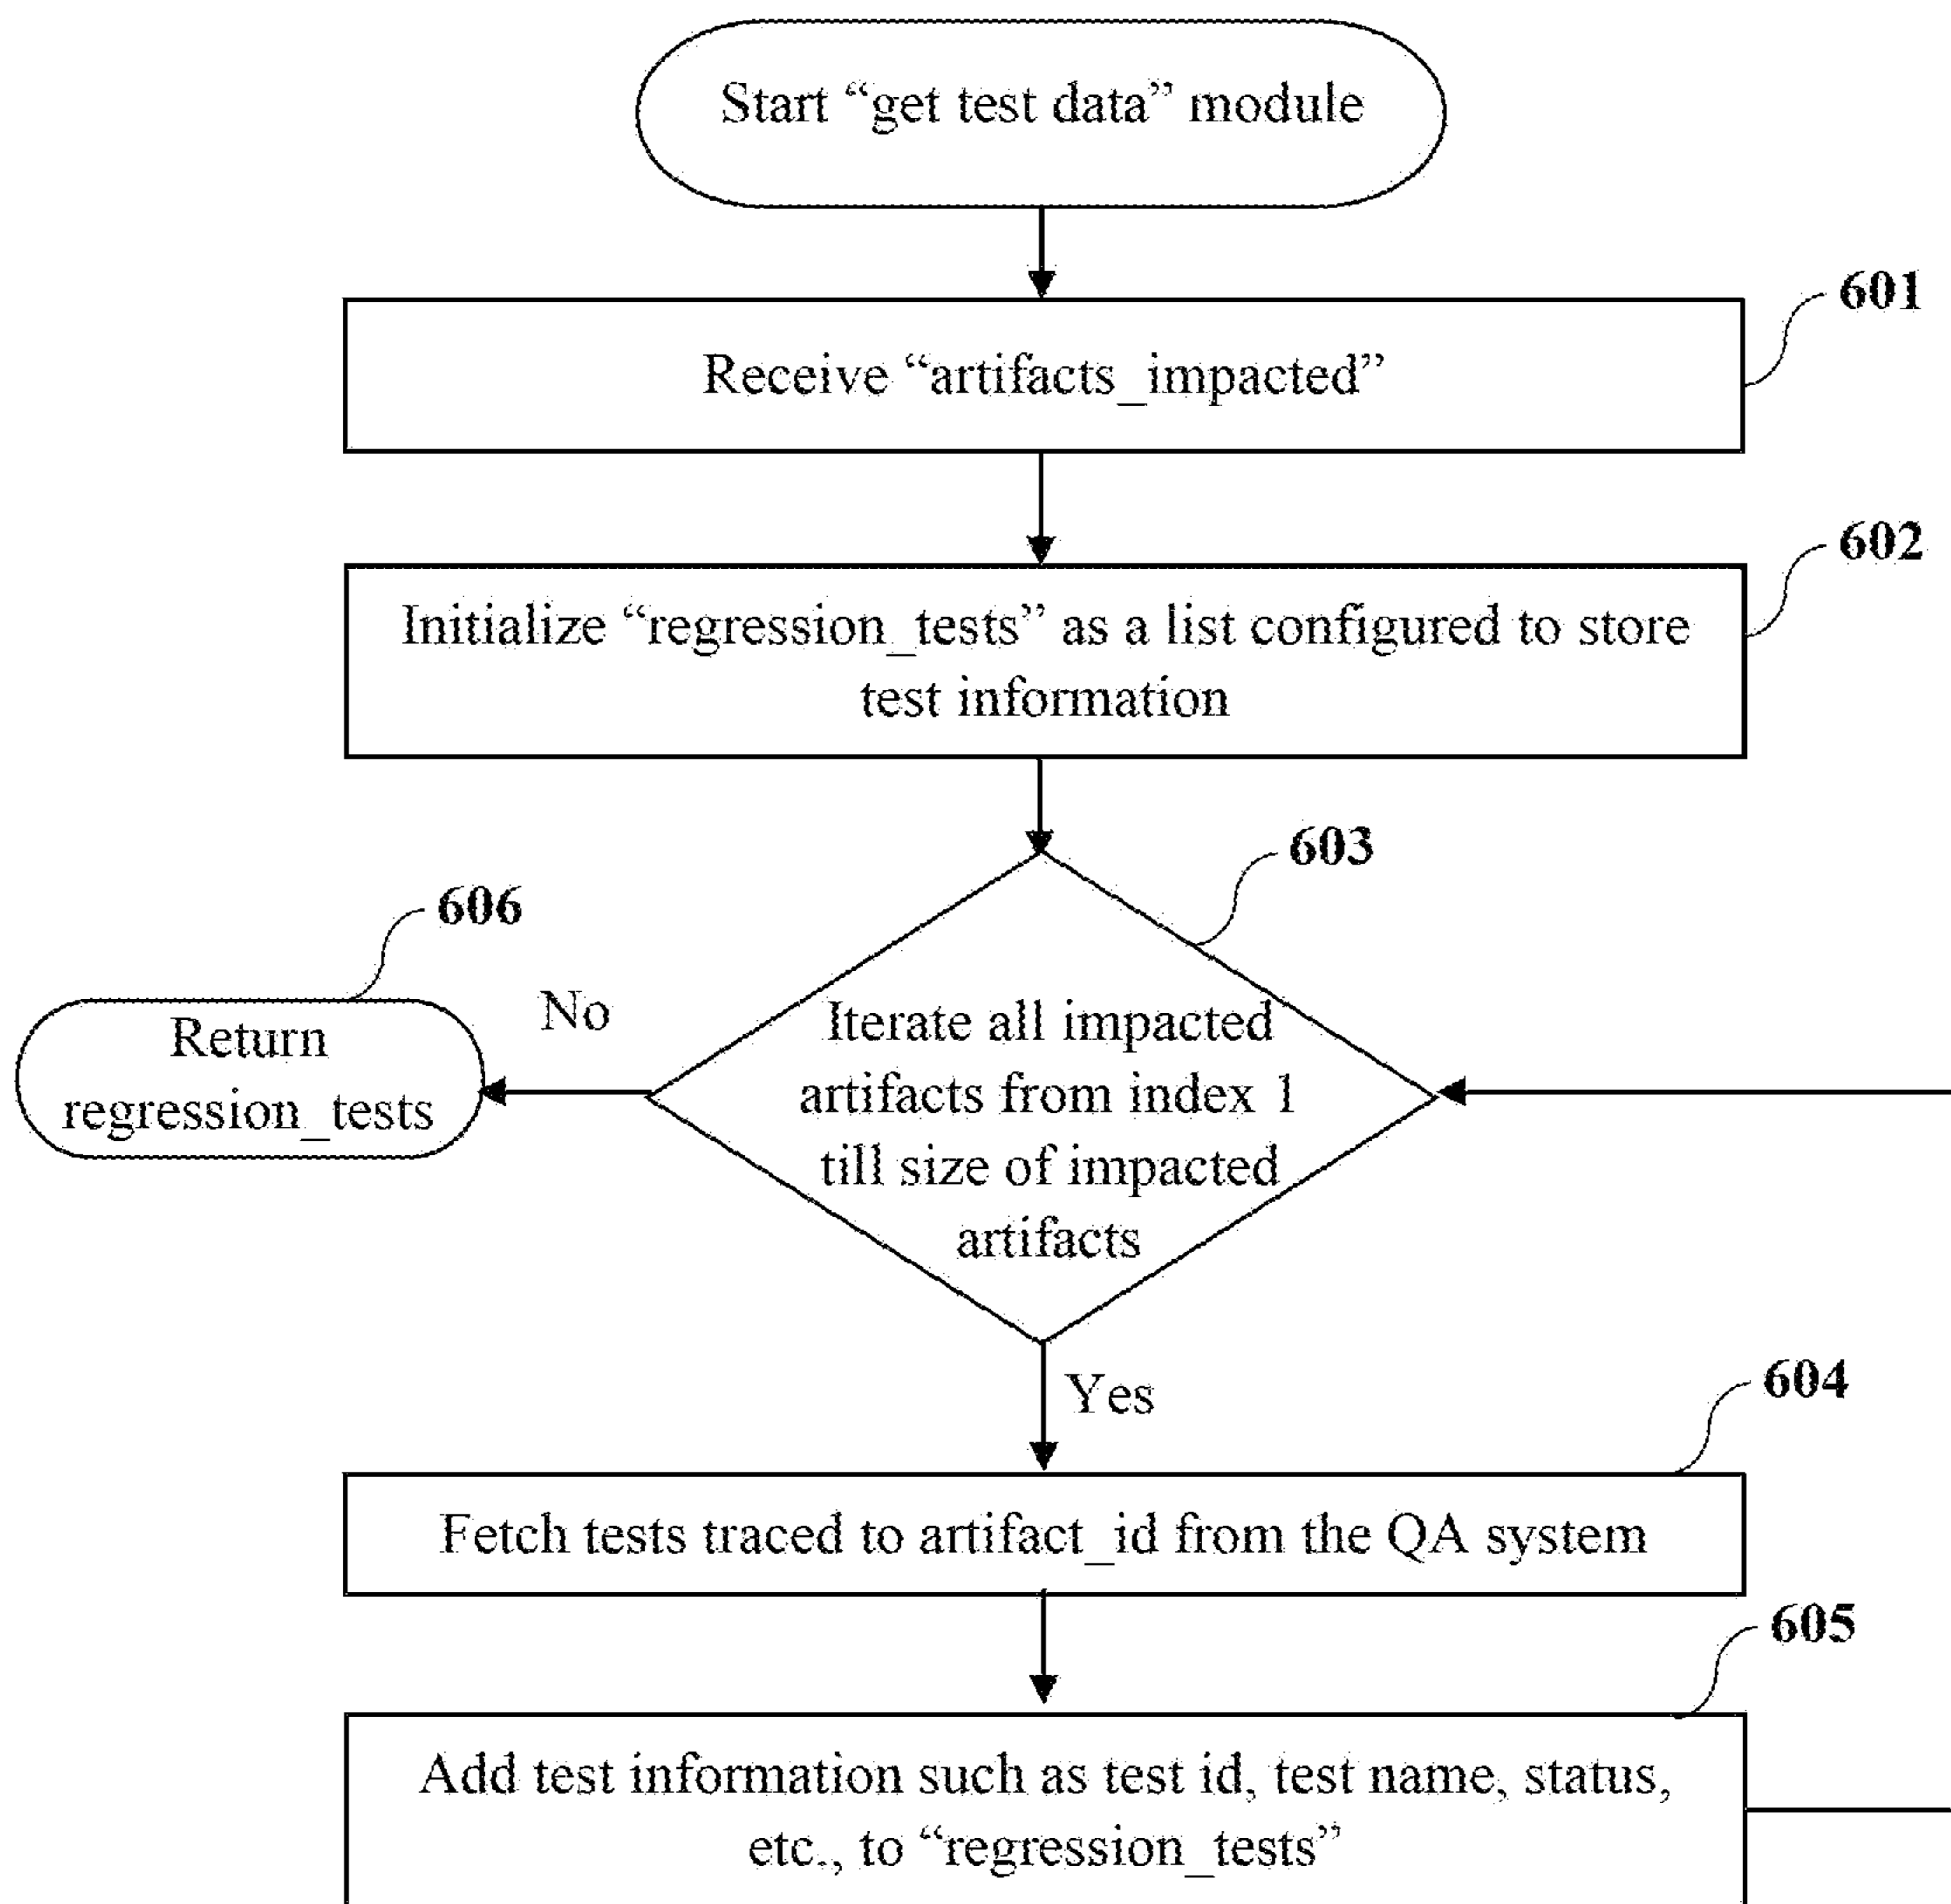 Start “get test data” module
601
Receive “artifacts_impacted”
602
Initialize “regression_tests” as a list configured to store
test information
603
606
No
Return
regression_tests
Iterate all impacted
artifacts from index 1
till size of impacted
artifacts
Yes
604
Fetch tests traced to artifact_id from the QA system
605
Add test information such as test id, test name, status,
etc., to “regression_tests”